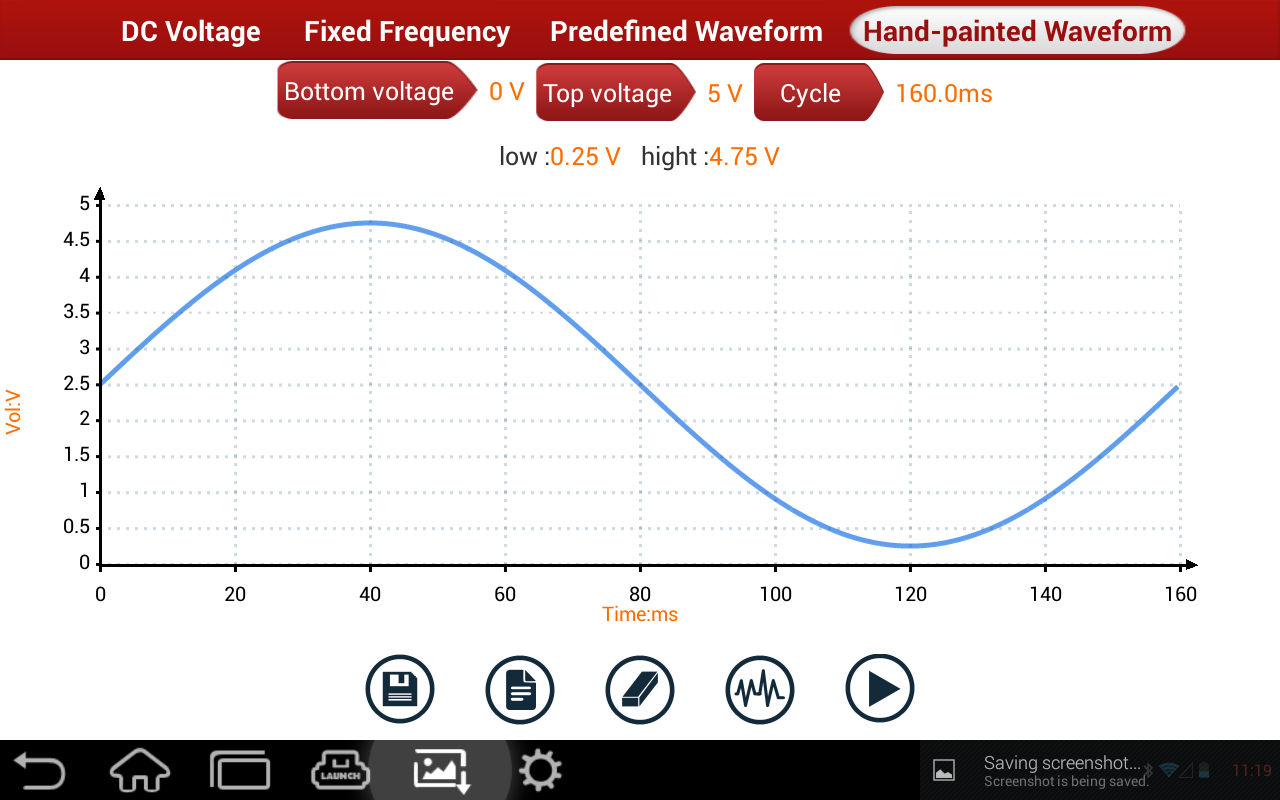 DC Voltage Fixed Frequency Predefined Waveform Hand-painted Waveform
Bottom voltage 0 V Top voltage 5 V Cycle 160.0ms
low :0.25 V hight :4.75 V
5
4.5
4
3.5
3
2.5
2
1.5
1
0.5
0
Vol:V
0 20 40 60 80 100 120 140 160
Time:ms
LAUNCH
Saving screenshot...
Screenshot is being saved.
11:19